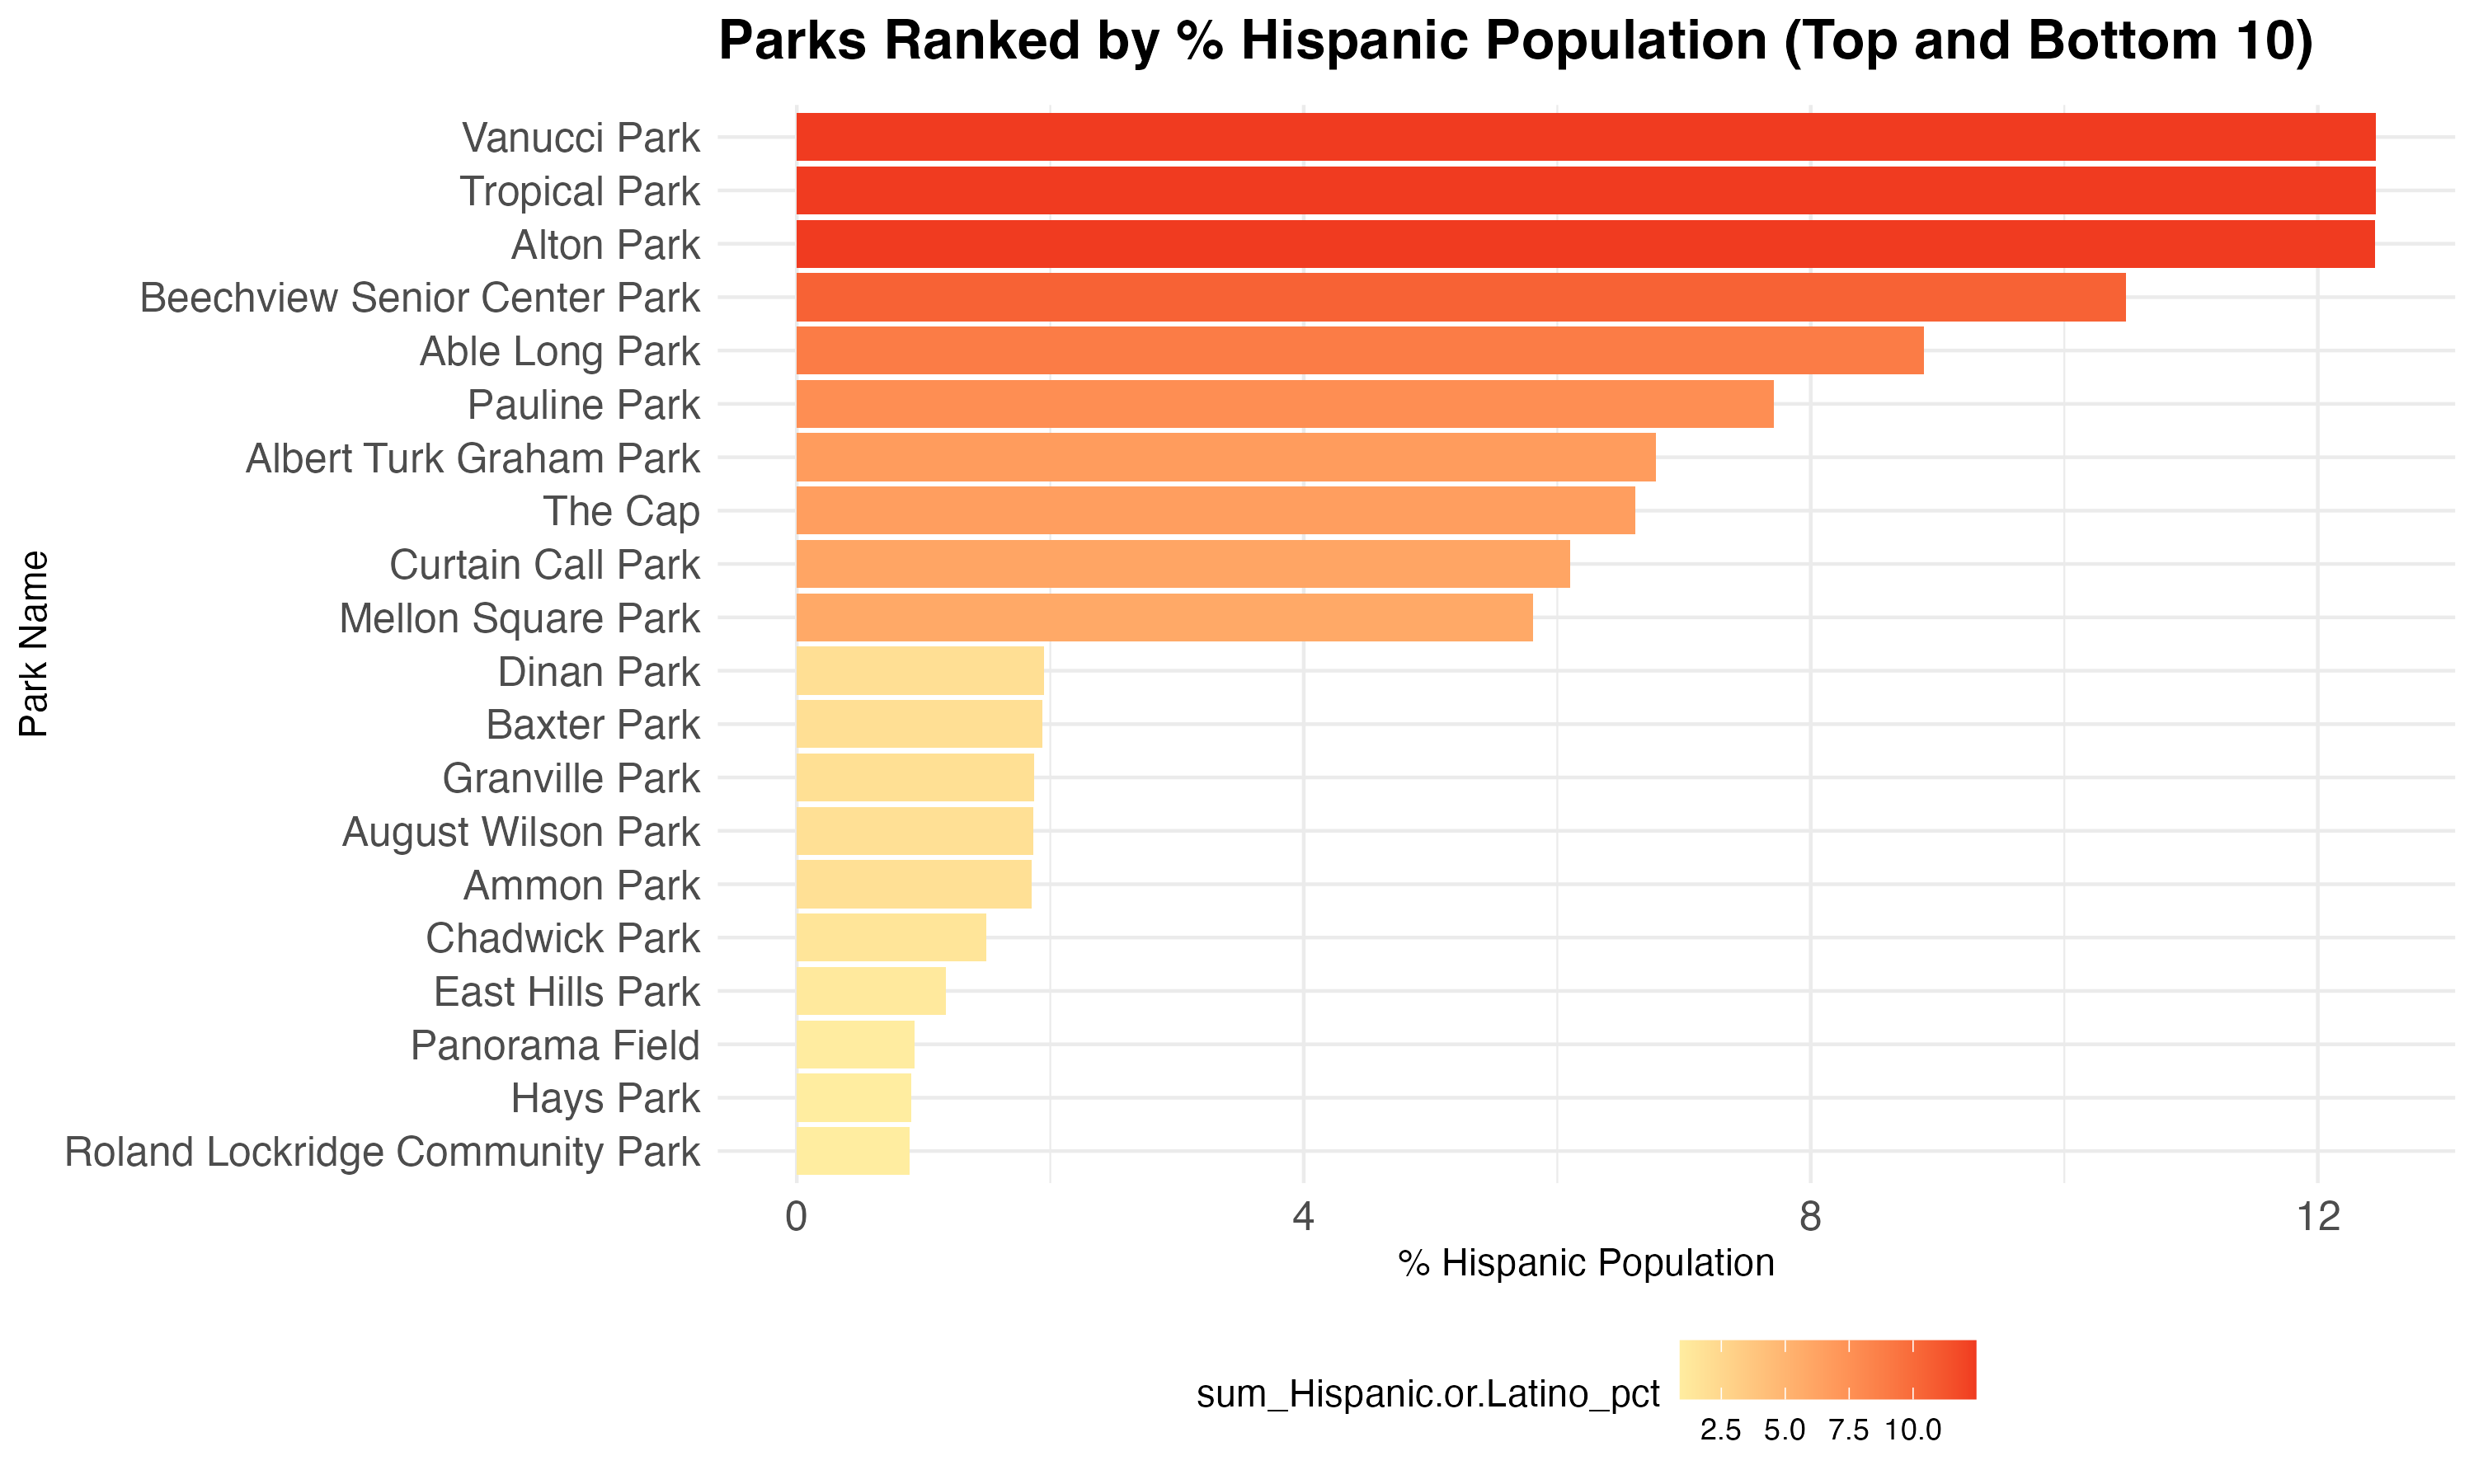 Parks Ranked by % Hispanic Population (Top and Bottom 10)
Park Name
Vanucci Park
Tropical Park
Alton Park
Beechview Senior Center Park
Able Long Park
Pauline Park
Albert Turk Graham Park
The Cap
Curtain Call Park
Mellon Square Park
Dinan Park
Baxter Park
Granville Park
August Wilson Park
Ammon Park
Chadwick Park
East Hills Park
Panorama Field
Hays Park
Roland Lockridge Community Park
0 4 8 12
% Hispanic Population
sum_Hispanic.or.Latino_pct
2.5 5.0 7.5 10.0